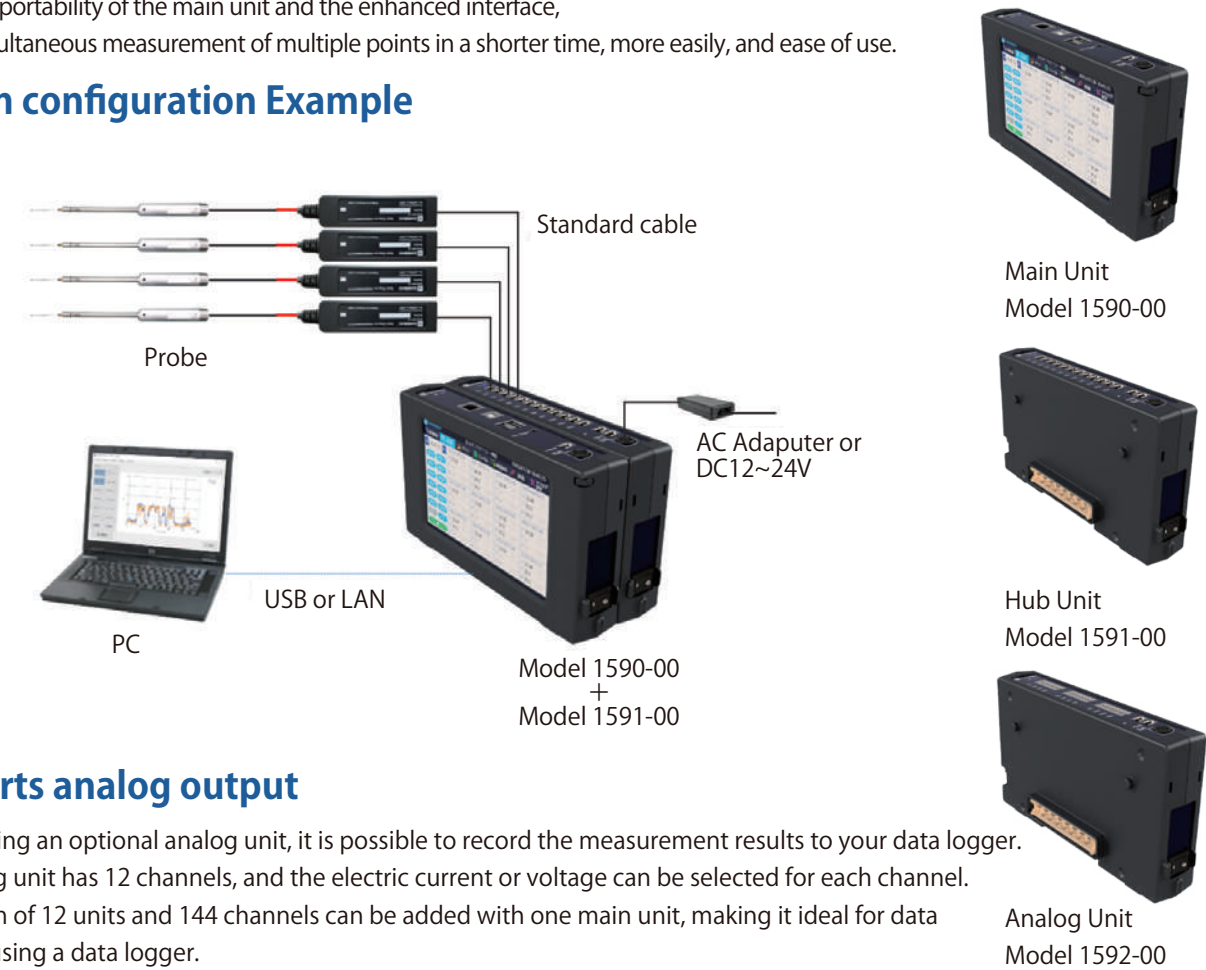 portability of the main unit and the enhanced interface,
ultaneous measurement of multiple points in a shorter time, more easily, and ease of use.
n configuration Example
Standard cable
Probe
AC Adaputer or
DC12~24V
USB or LAN
PC
Model 1590-00
+
Model 1591-00
Main Unit
Model 1590-00
Hub Unit
Model 1591-00
rts analog output
ing an optional analog unit, it is possible to record the measurement results to your data logger.
g unit has 12 channels, and the electric current or voltage can be selected for each channel.
n of 12 units and 144 channels can be added with one main unit, making it ideal for data
using a data logger.
Analog Unit
Model 1592-00